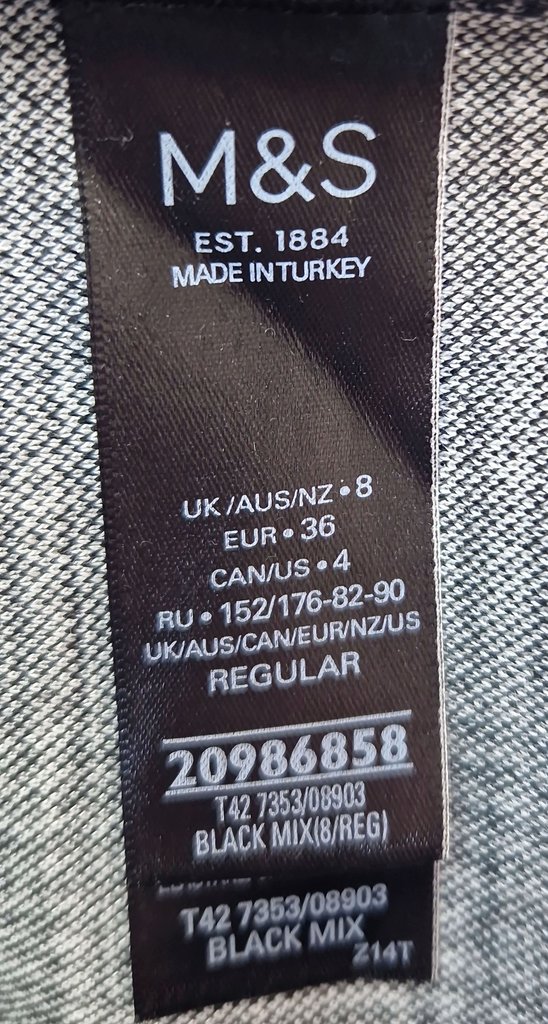 M&S
EST. 1884
MADE IN TURKEY
UK/AUS/NZ • 8
EUR • 36
CAN/US • 4
RU • 152/176-82-90
UK/AUS/CAN/EUR/NZ/US
REGULAR
20986858
T42 7353/08903
BLACK MIX(8/REG)
T42 7353/08903
BLACK MIX
Z14T